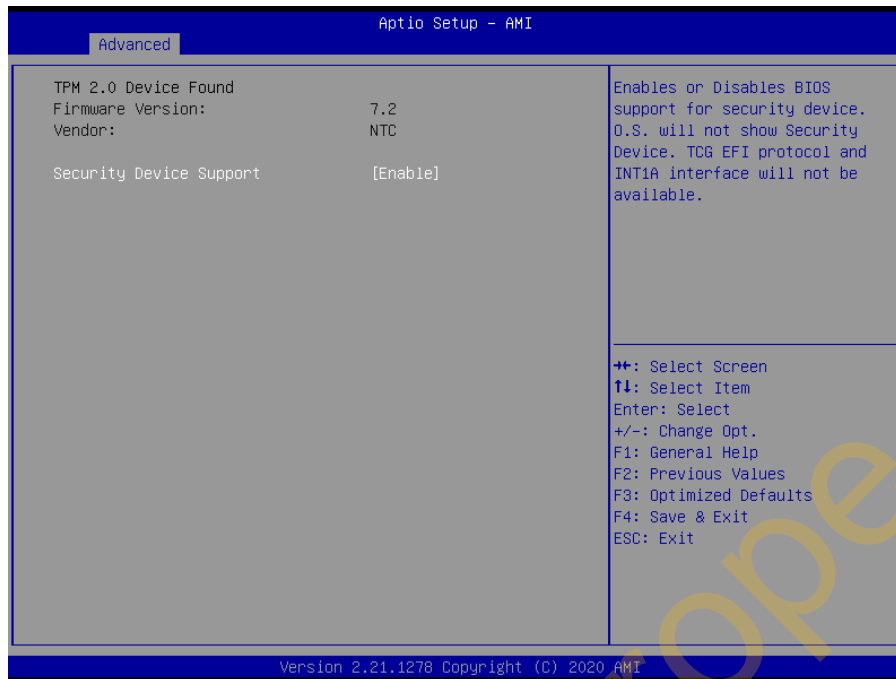 Aptio Setup - AMI
Advanced
TPM 2.0 Device Found
Firmware Version: 7.2
Vendor: NTC
Security Device Support [Enable]
Enables or Disables BIOS
support for security device.
O.S. will not show Security
Device. TCG EFI protocol and
INT1A interface will not be
available.
→←: Select Screen
↑↓: Select Item
Enter: Select
+/-: Change Opt.
F1: General Help
F2: Previous Values
F3: Optimized Defaults
F4: Save & Exit
ESC: Exit
Version 2.21.1278 Copyright (C) 2020 AMI
rope